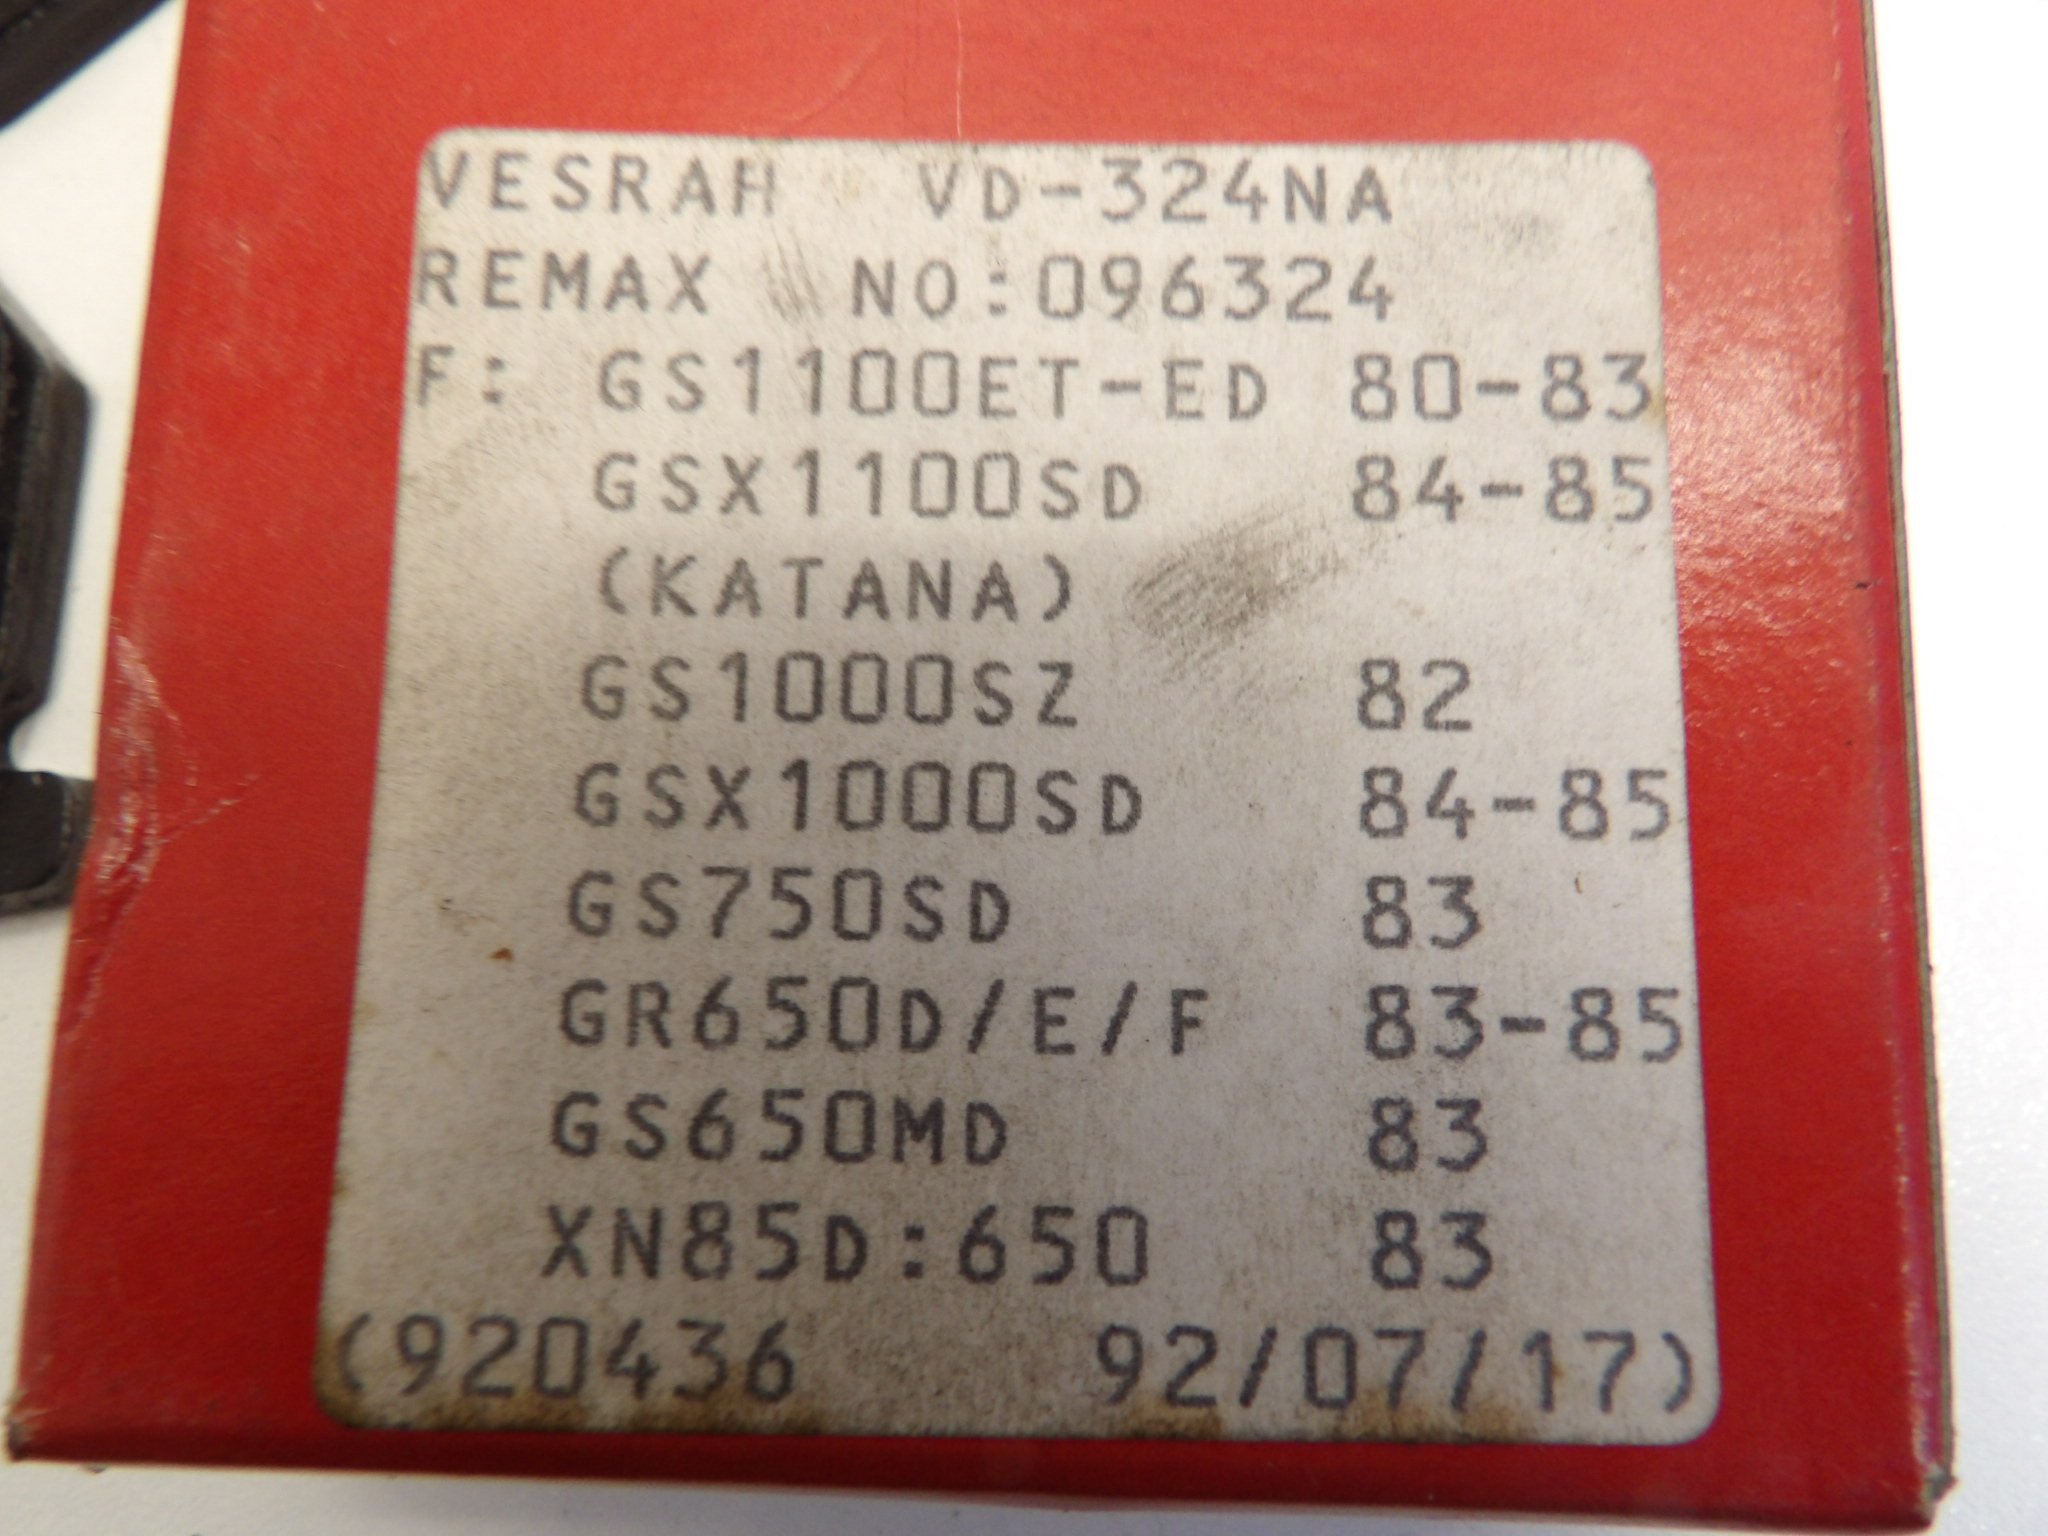 VESRAH VD-324NA
REMAX NO:096324
F: GS1100ET-ED 80-83
GSX1100SD 84-85
(KATANA)
GS1000SZ 82
GSX1000SD 84-85
GS750SD 83
GR650D/E/F 83-85
GS650MD 83
XN85D:650 83
(920436 92/07/17)